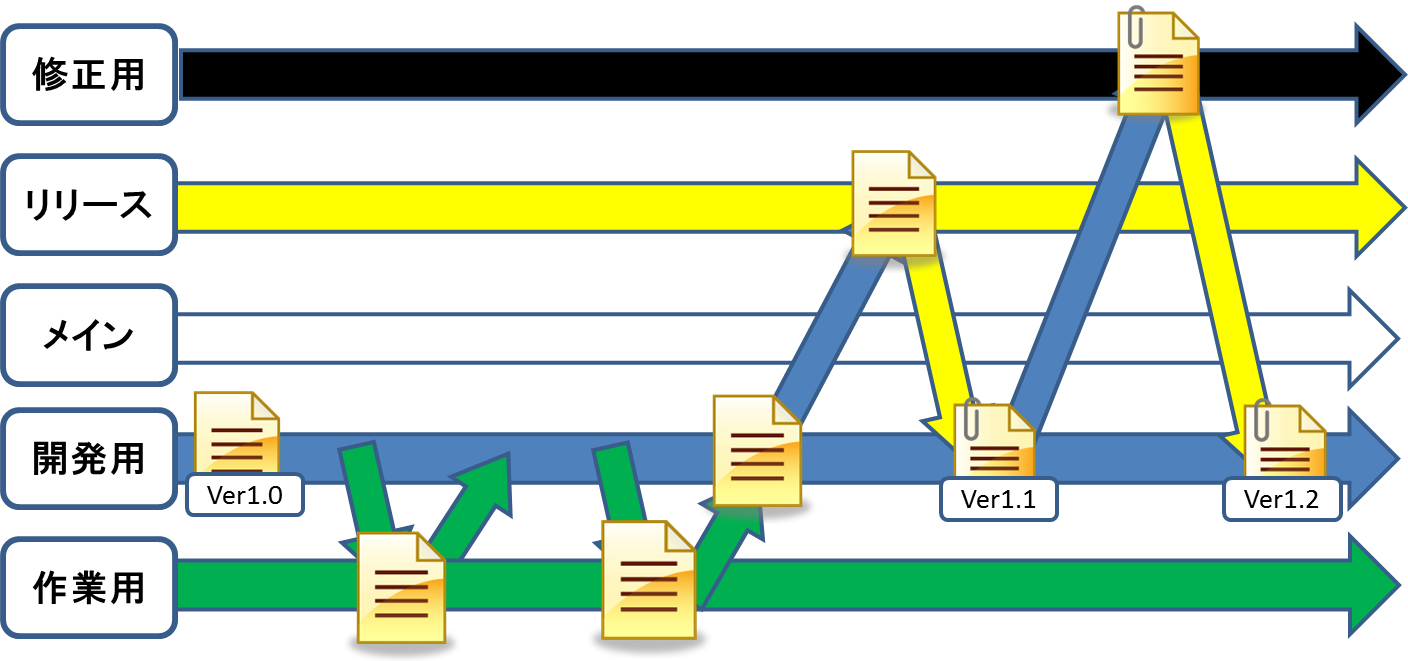 修正用
リリース
メイン
開発用
Ver1.0
Ver1.1
Ver1.2
作業用